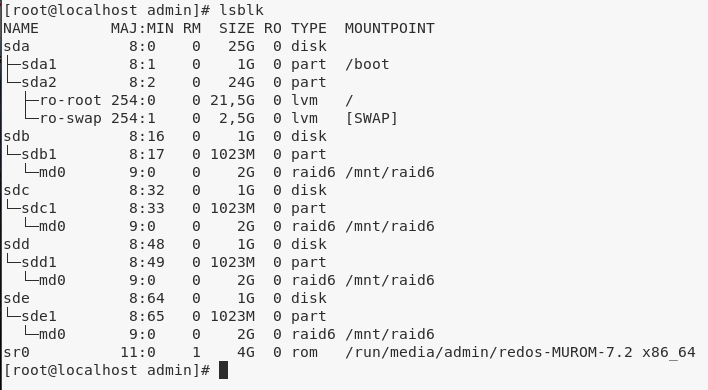 [root@localhost admin]# lsblk
NAME        MAJ:MIN RM  SIZE RO TYPE  MOUNTPOINT
sda           8:0    0   25G  0 disk
├─sda1        8:1    0    1G  0 part  /boot
└─sda2        8:2    0   24G  0 part
  ├─ro-root 254:0    0 21,5G  0 lvm   /
  └─ro-swap 254:1    0  2,5G  0 lvm   [SWAP]
sdb           8:16   0    1G  0 disk
└─sdb1        8:17   0 1023M  0 part
  └─md0       9:0    0    2G  0 raid6 /mnt/raid6
sdc           8:32   0    1G  0 disk
└─sdc1        8:33   0 1023M  0 part
  └─md0       9:0    0    2G  0 raid6 /mnt/raid6
sdd           8:48   0    1G  0 disk
└─sdd1        8:49   0 1023M  0 part
  └─md0       9:0    0    2G  0 raid6 /mnt/raid6
sde           8:64   0    1G  0 disk
└─sde1        8:65   0 1023M  0 part
  └─md0       9:0    0    2G  0 raid6 /mnt/raid6
sr0          11:0    1    4G  0 rom   /run/media/admin/redos-MUROM-7.2 x86_64
[root@localhost admin]#